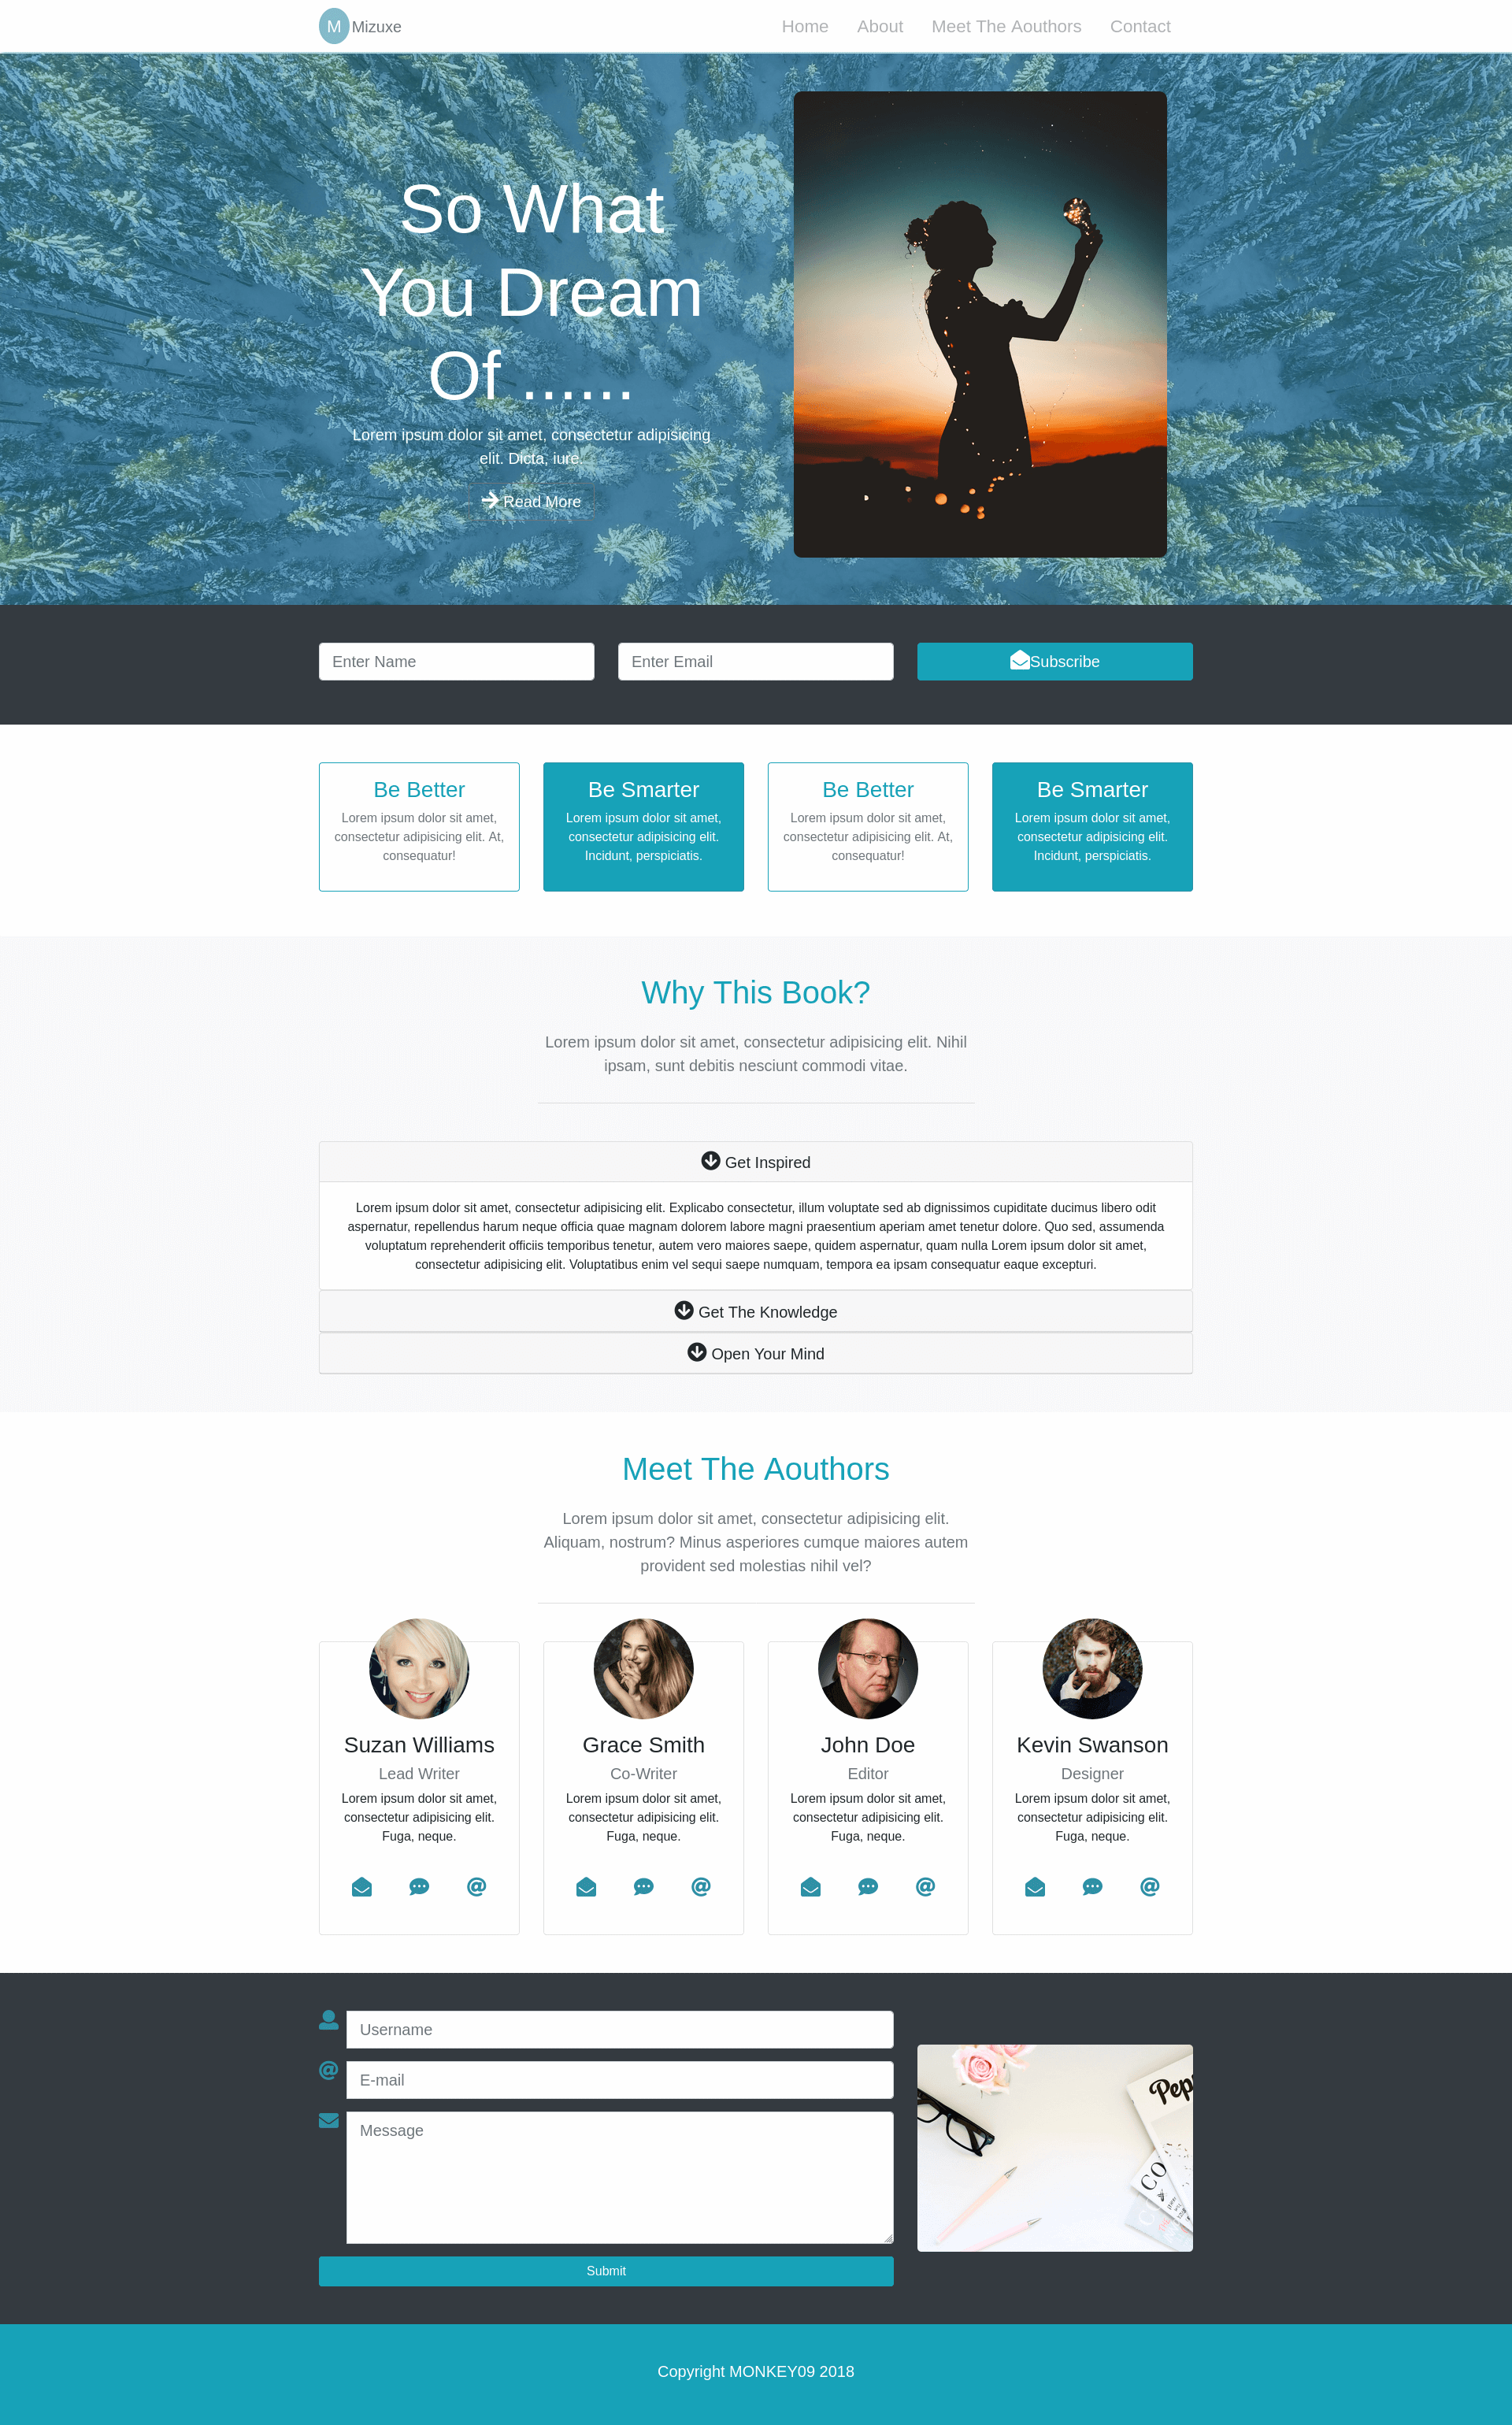 M Mizuxe
Home About Meet The Aouthors Contact
So What
You Dream
Of ......
Lorem ipsum dolor sit amet, consectetur adipisicing
elit. Dicta, iure.
Read More
Enter Name
Enter Email
Subscribe
Be Better
Lorem ipsum dolor sit amet,
consectetur adipisicing elit. At,
consequatur!
Be Smarter
Lorem ipsum dolor sit amet,
consectetur adipisicing elit.
Incidunt, perspiciatis.
Be Better
Lorem ipsum dolor sit amet,
consectetur adipisicing elit. At,
consequatur!
Be Smarter
Lorem ipsum dolor sit amet,
consectetur adipisicing elit.
Incidunt, perspiciatis.
Why This Book?
Lorem ipsum dolor sit amet, consectetur adipisicing elit. Nihil
ipsam, sunt debitis nesciunt commodi vitae.
Get Inspired
Lorem ipsum dolor sit amet, consectetur adipisicing elit. Explicabo consectetur, illum voluptate sed ab dignissimos cupiditate ducimus libero odit
aspernatur, repellendus harum neque officia quae magnam dolorem labore magni praesentium aperiam amet tenetur dolore. Quo sed, assumenda
voluptatum reprehenderit officiis temporibus tenetur, autem vero maiores saepe, quidem aspernatur, quam nulla Lorem ipsum dolor sit amet,
consectetur adipisicing elit. Voluptatibus enim vel sequi saepe numquam, tempora ea ipsam consequatur eaque excepturi.
Get The Knowledge
Open Your Mind
Meet The Aouthors
Lorem ipsum dolor sit amet, consectetur adipisicing elit.
Aliquam, nostrum? Minus asperiores cumque maiores autem
provident sed molestias nihil vel?
Suzan Williams
Lead Writer
Lorem ipsum dolor sit amet,
consectetur adipisicing elit.
Fuga, neque.
Grace Smith
Co-Writer
Lorem ipsum dolor sit amet,
consectetur adipisicing elit.
Fuga, neque.
John Doe
Editor
Lorem ipsum dolor sit amet,
consectetur adipisicing elit.
Fuga, neque.
Kevin Swanson
Designer
Lorem ipsum dolor sit amet,
consectetur adipisicing elit.
Fuga, neque.
Username
E-mail
Message
Submit
Pep
CO
Copyright MONKEY09 2018